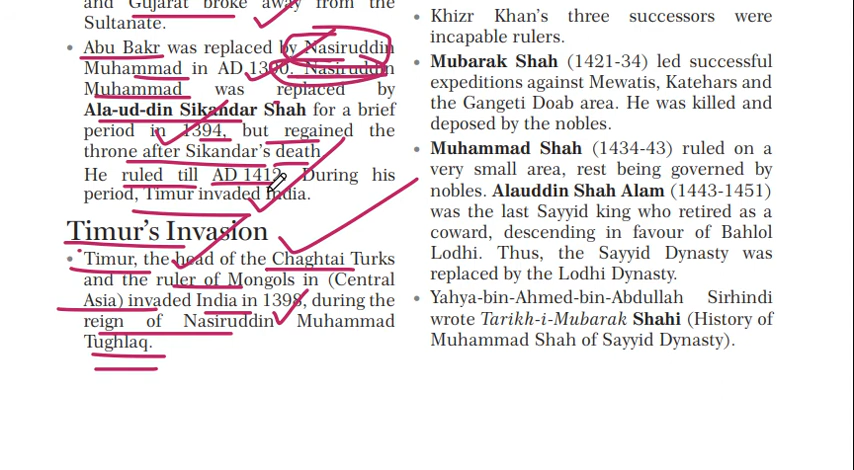 and Gujarat broke away from the
Sultanate.
• Abu Bakr was replaced by Nasiruddin
Muhammad in AD 1390. Nasiruddin
Muhammad was replaced by
Ala-ud-din Sikandar Shah for a brief
period in 1394, but regained the
throne after Sikandar's death
He ruled till AD 1412. During his
period, Timur invaded India.
Timur's Invasion
• Timur, the head of the Chaghtai Turks
and the ruler of Mongols in (Central
Asia) invaded India in 1398, during the
reign of Nasiruddin Muhammad
Tughlaq.
• Khizr Khan's three successors were
incapable rulers.
• Mubarak Shah (1421-34) led successful
expeditions against Mewatis, Katehars and
the Gangeti Doab area. He was killed and
deposed by the nobles.
• Muhammad Shah (1434-43) ruled on a
very small area, rest being governed by
nobles. Alauddin Shah Alam (1443-1451)
was the last Sayyid king who retired as a
coward, descending in favour of Bahlol
Lodhi. Thus, the Sayyid Dynasty was
replaced by the Lodhi Dynasty.
• Yahya-bin-Ahmed-bin-Abdullah Sirhindi
wrote Tarikh-i-Mubarak Shahi (History of
Muhammad Shah of Sayyid Dynasty).